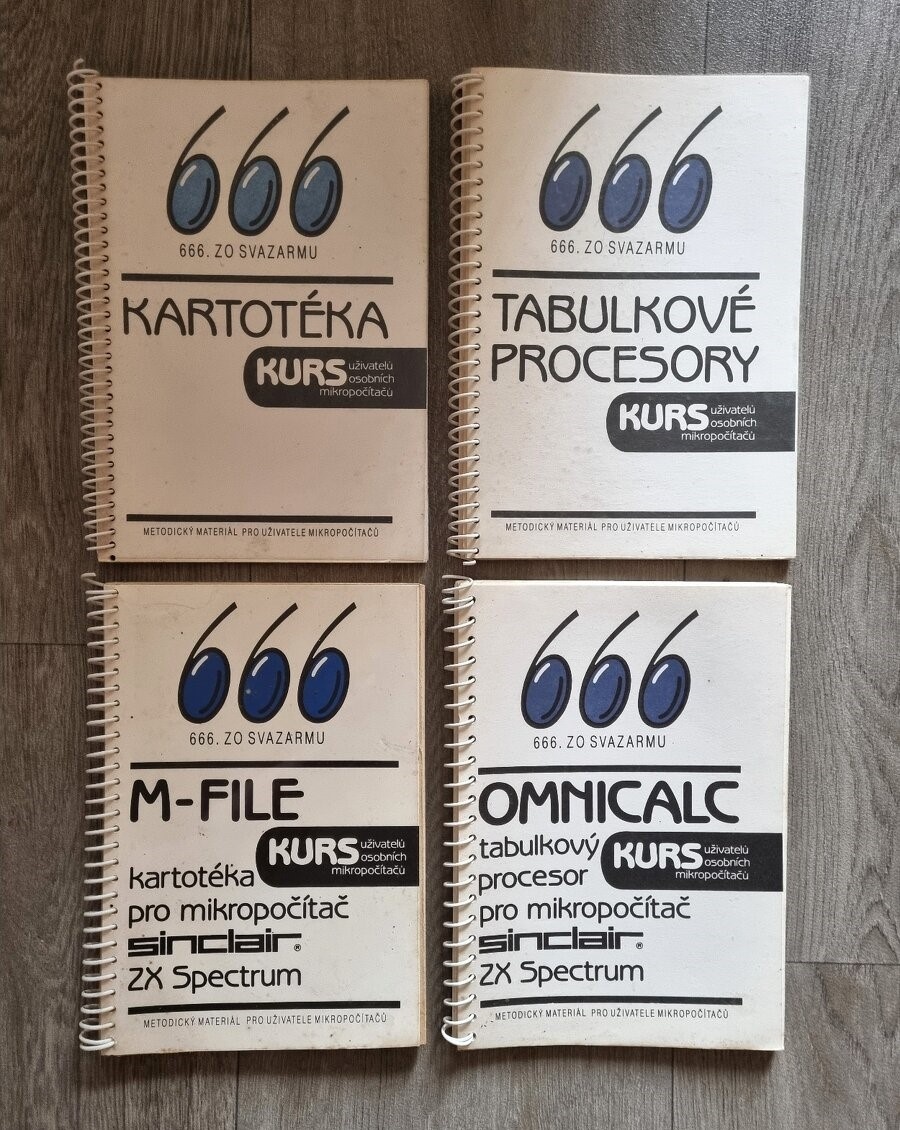 666
666. ZO SVAZARMU
KARTOTÉKA
KURS uživatelů
osobních
mikropočítačů
METODICKÝ MATERIÁL PRO UŽIVATELE MIKROPOČÍTAČŮ
666
666. ZO SVAZARMU
TABULKOVÉ
PROCESORY
KURS uživatelů
osobních
mikropočítačů
METODICKÝ MATERIÁL PRO UŽIVATELE MIKROPOČÍTAČŮ
666
666. ZO SVAZARMU
M-FILE
KURS uživatelů
osobních
mikropočítačů
kartotéka
pro mikropočítač
sinclair®
ZX Spectrum
METODICKÝ MATERIÁL PRO UŽIVATELE MIKROPOČÍTAČŮ
666
666. ZO SVAZARMU
OMNICALC
tabulkový
procesor
KURS uživatelů
osobních
mikropočítačů
pro mikropočítač
sinclair®
ZX Spectrum
METODICKÝ MATERIÁL PRO UŽIVATELE MIKROPOČÍTAČŮ